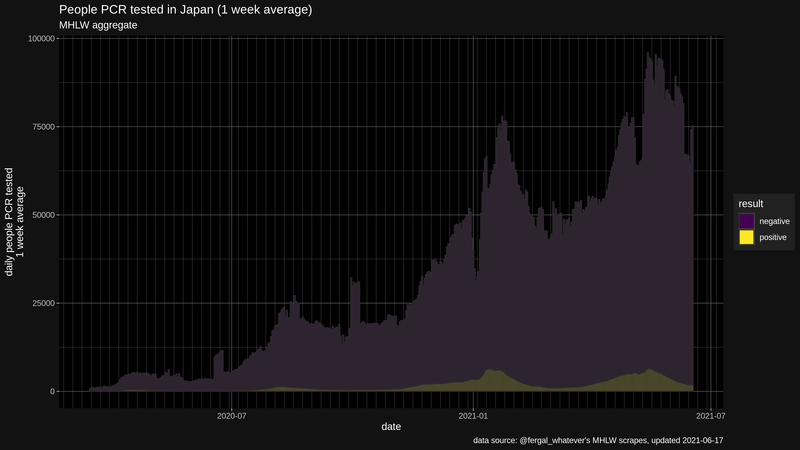 People PCR tested in Japan (1 week average)
MHLW aggregate
100000
75000
50000
25000
0
daily people PCR tested
1 week average
2020-07
2021-01
2021-07
date
result
negative
positive
data source: @fergal_whatever's MHLW scrapes, updated 2021-06-17